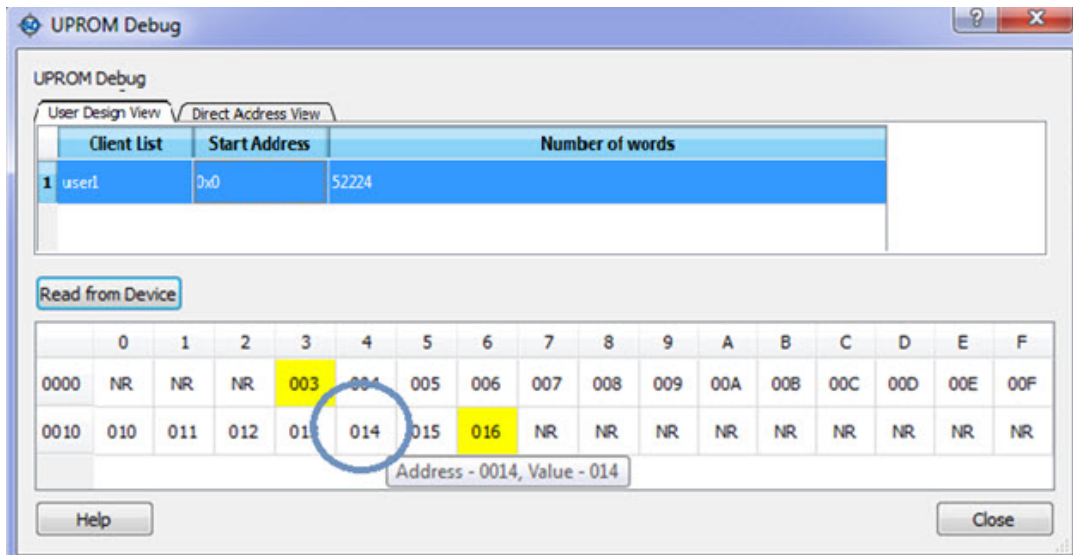 UPROM Debug
UPROM Debug
User Design View Direct Address View
Client List Start Address Number of words
1 user1 0x0 52224
Read from Device
0 1 2 3 4 5 6 7 8 9 A B C D E F
0000 NR NR NR 003 004 005 006 007 008 009 00A 00B 00C 00D 00E 00F
0010 010 011 012 013 014 015 016 NR NR NR NR NR NR NR NR NR
Address - 0014, Value - 014
Help Close